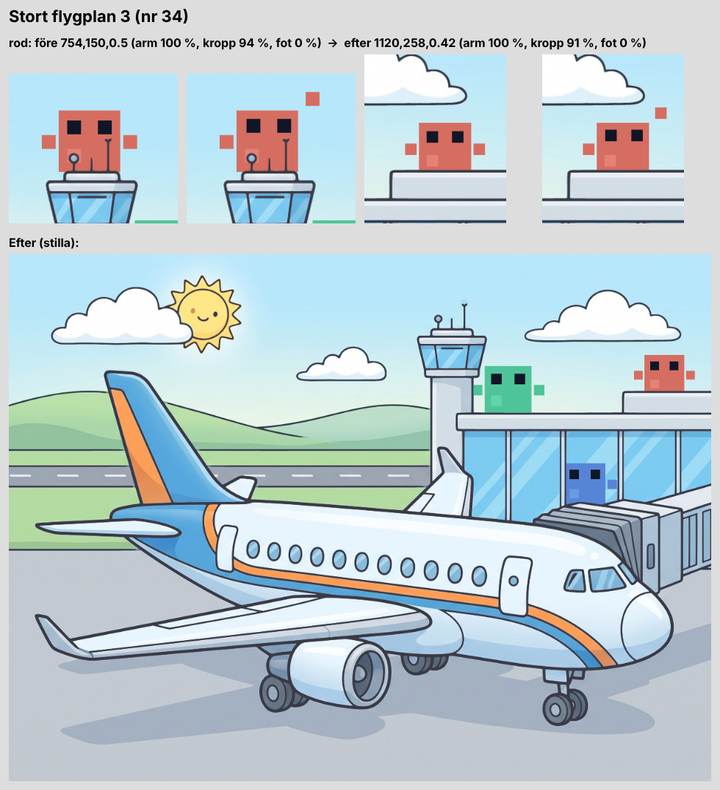 Stort flygplan 3 (nr 34)
rod: före 754,150,0.5 (arm 100 %, kropp 94 %, fot 0 %) → efter 1120,258,0.42 (arm 100 %, kropp 91 %, fot 0 %)
Efter (stilla):